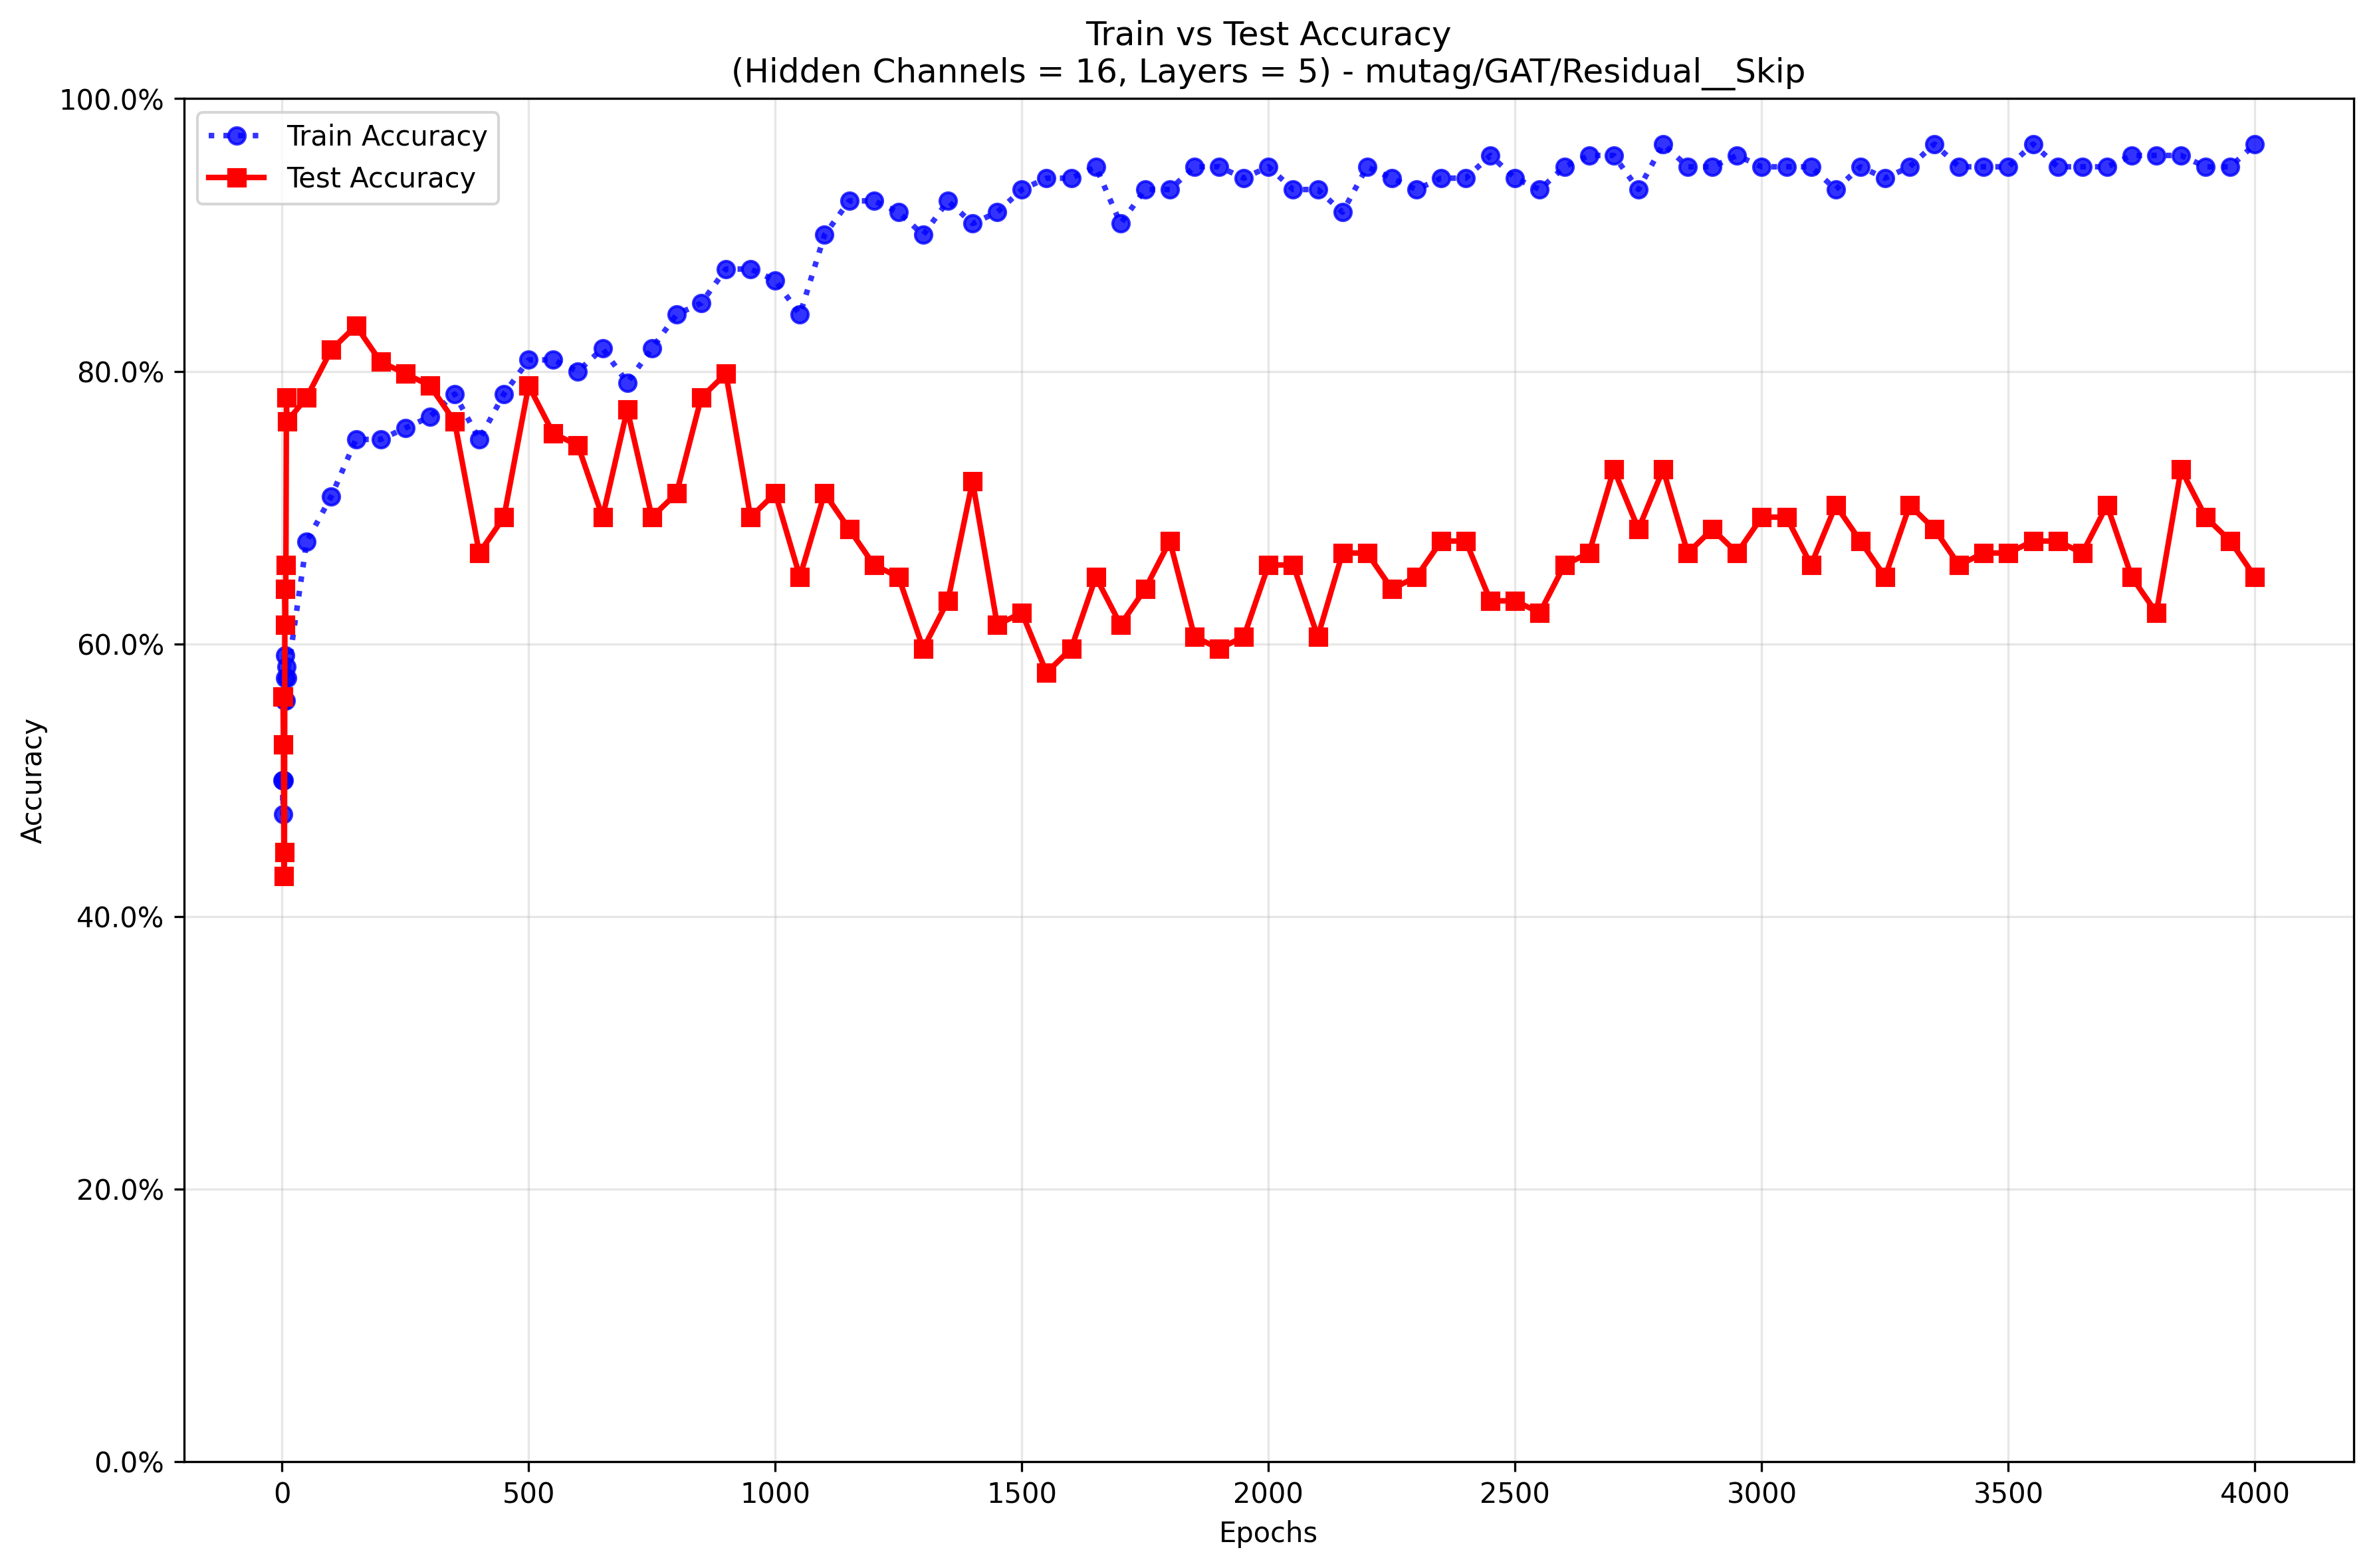 Train vs Test Accuracy
(Hidden Channels = 16, Layers = 5) - mutag/GAT/Residual__Skip
Train Accuracy
Test Accuracy
Accuracy
100.0%
80.0%
60.0%
40.0%
20.0%
0.0%
0 500 1000 1500 2000 2500 3000 3500 4000
Epochs